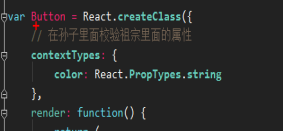 var Button = React.createClass({
// 在孙子里面校验祖宗里面的属性
contextTypes: {
color: React.PropTypes.string
},
render: function() {
return (